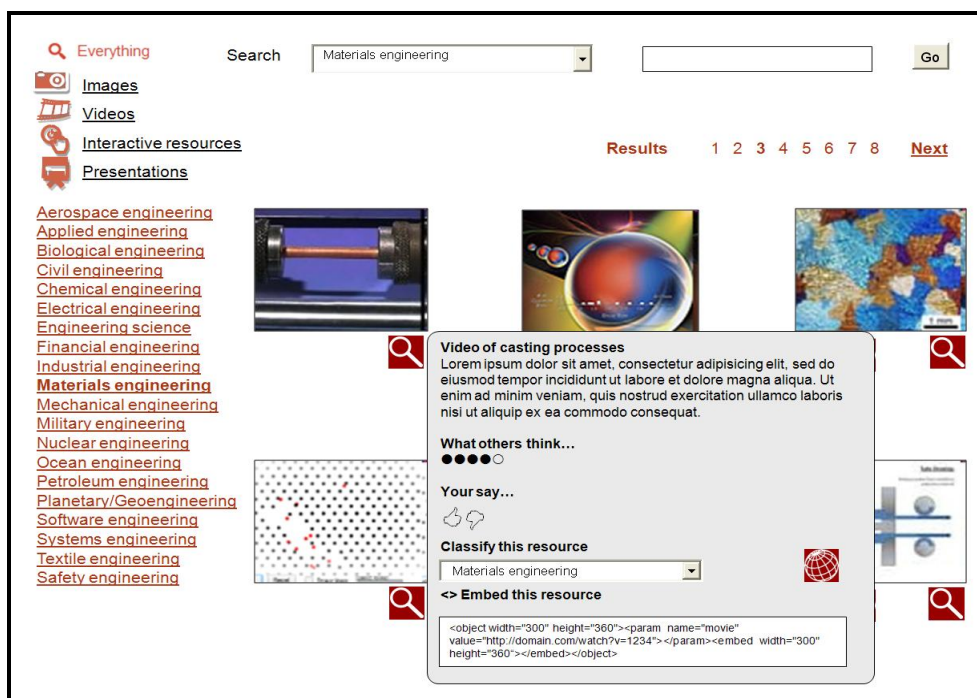 Everything
Search
Materials engineering
Go
Images
Videos
Interactive resources
Presentations
Results 1 2 3 4 5 6 7 8 Next
Aerospace engineering
Applied engineering
Biological engineering
Civil engineering
Chemical engineering
Electrical engineering
Engineering science
Financial engineering
Industrial engineering
Materials engineering
Mechanical engineering
Military engineering
Nuclear engineering
Ocean engineering
Petroleum engineering
Planetary/Geoengineering
Software engineering
Systems engineering
Textile engineering
Safety engineering
1 mm
Video of casting processes
Lorem ipsum dolor sit amet, consectetur adipisicing elit, sed do
eiusmod tempor incididunt ut labore et dolore magna aliqua. Ut
enim ad minim veniam, quis nostrud exercitation ullamco laboris
nisi ut aliquip ex ea commodo consequat.
What others think…
Your say…
Classify this resource
Materials engineering
<> Embed this resource
<object width="300" height="360"><param name="movie"
value="http://domain.com/watch?v=1234"></param><embed width="300"
height="360“></embed></object>